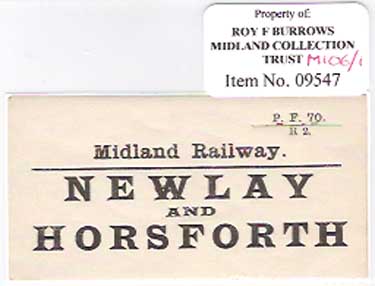 Property of:
ROY F BURROWS
MIDLAND COLLECTION
TRUST M106/1
Item No. 09547
P. F. 70.
R 2.
Midland Railway.
NEWLAY
AND
HORSFORTH